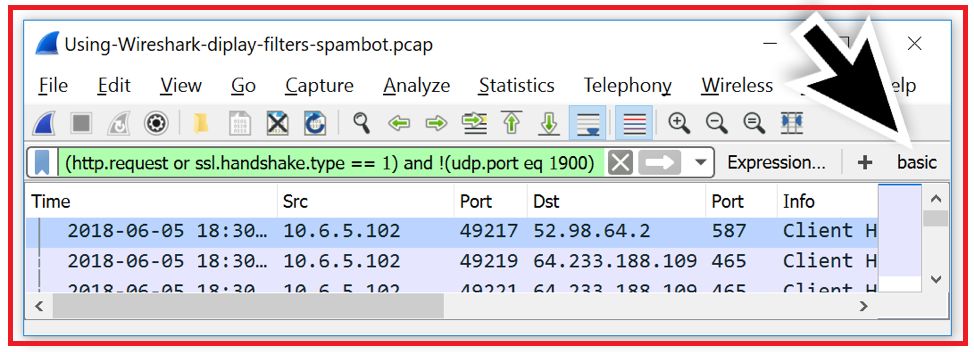 Using-Wireshark-diplay-filters-spambot.pcap
File Edit View Go Capture Analyze Statistics Telephony Wireless elp
(http.request or ssl.handshake.type == 1) and !(udp.port eq 1900) Expression... + basic
Time Src Port Dst Port Info
2018-06-05 18:30… 10.6.5.102 49217 52.98.64.2 587 Client H
2018-06-05 18:30… 10.6.5.102 49219 64.233.188.109 465 Client H
2018-06-05 18:30… 10.6.5.102 49221 64.233.188.109 465 Client H